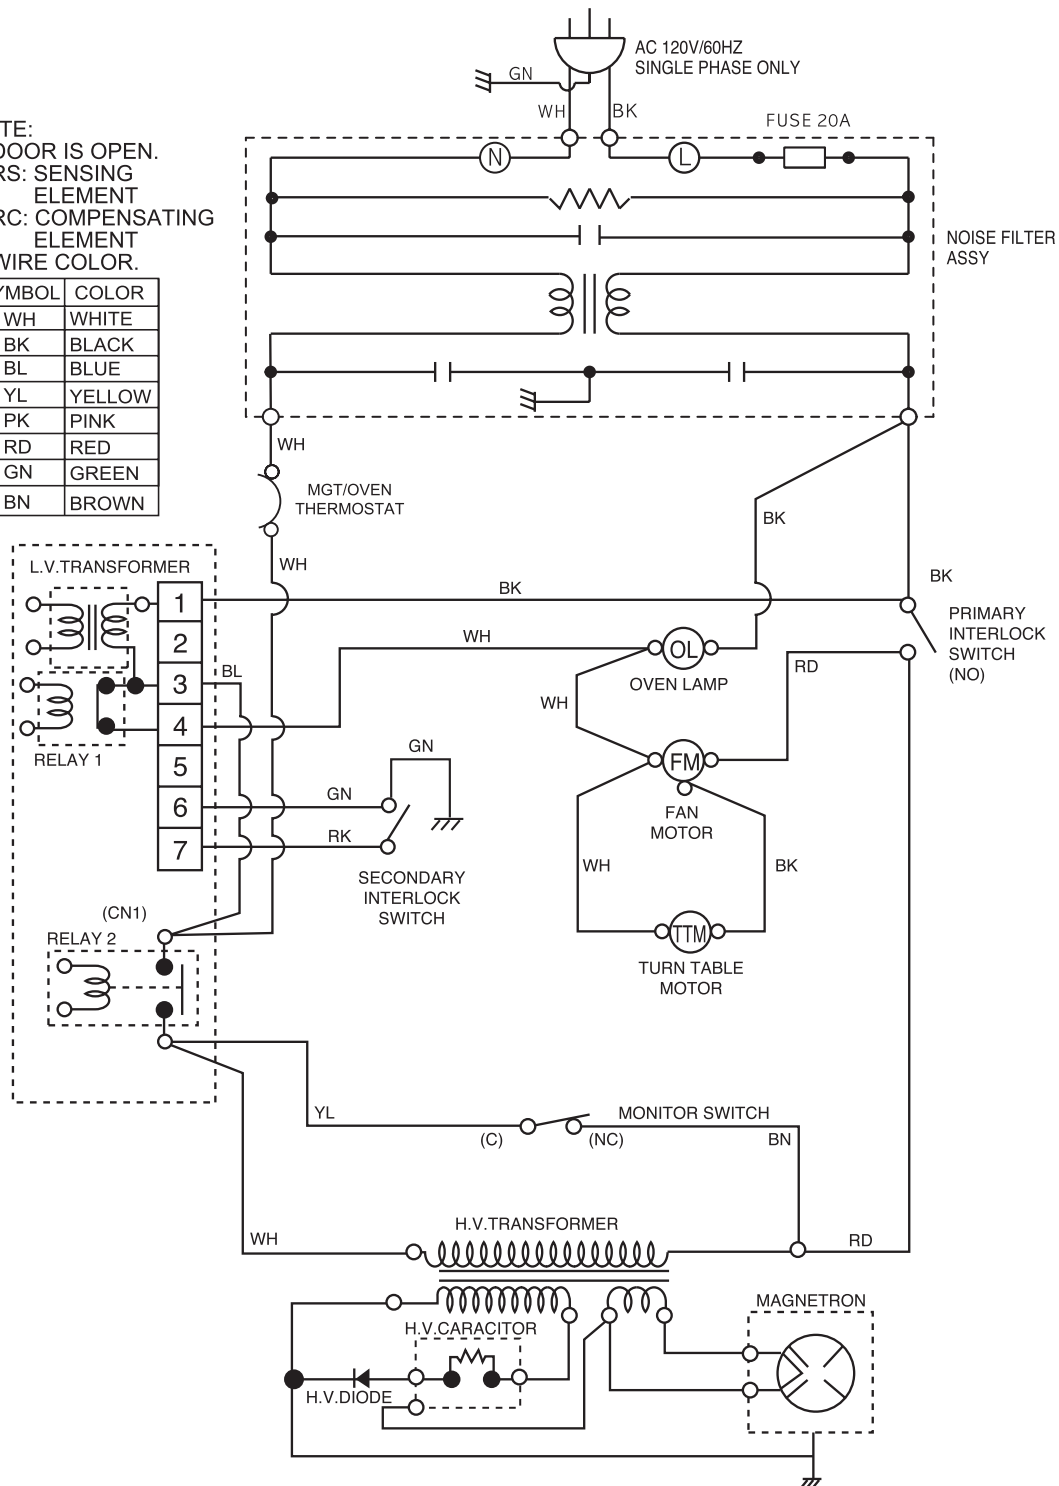 AC 120V/60HZ
SINGLE PHASE ONLY
GN
WH
BK
FUSE 20A
N
L
NOISE FILTER
ASSY
TE:
DOOR IS OPEN.
RS: SENSING
ELEMENT
RC: COMPENSATING
ELEMENT
WIRE COLOR.
YMBOL COLOR
WH WHITE
BK BLACK
BL BLUE
YL YELLOW
PK PINK
RD RED
GN GREEN
BN BROWN
WH
MGT/OVEN
THERMOSTAT
WH
BK
BK
L.V.TRANSFORMER
1
2
3
4
5
6
7
BK
WH
BL
RELAY 1
OL
OVEN LAMP
PRIMARY
INTERLOCK
SWITCH
(NO)
RD
WH
FM
FAN
MOTOR
GN
GN
RK
SECONDARY
INTERLOCK
SWITCH
WH
BK
TTM
TURN TABLE
MOTOR
(CN1)
RELAY 2
YL
MONITOR SWITCH
(C)
(NC)
BN
WH
H.V.TRANSFORMER
RD
MAGNETRON
H.V.CARACITOR
H.V.DIODE